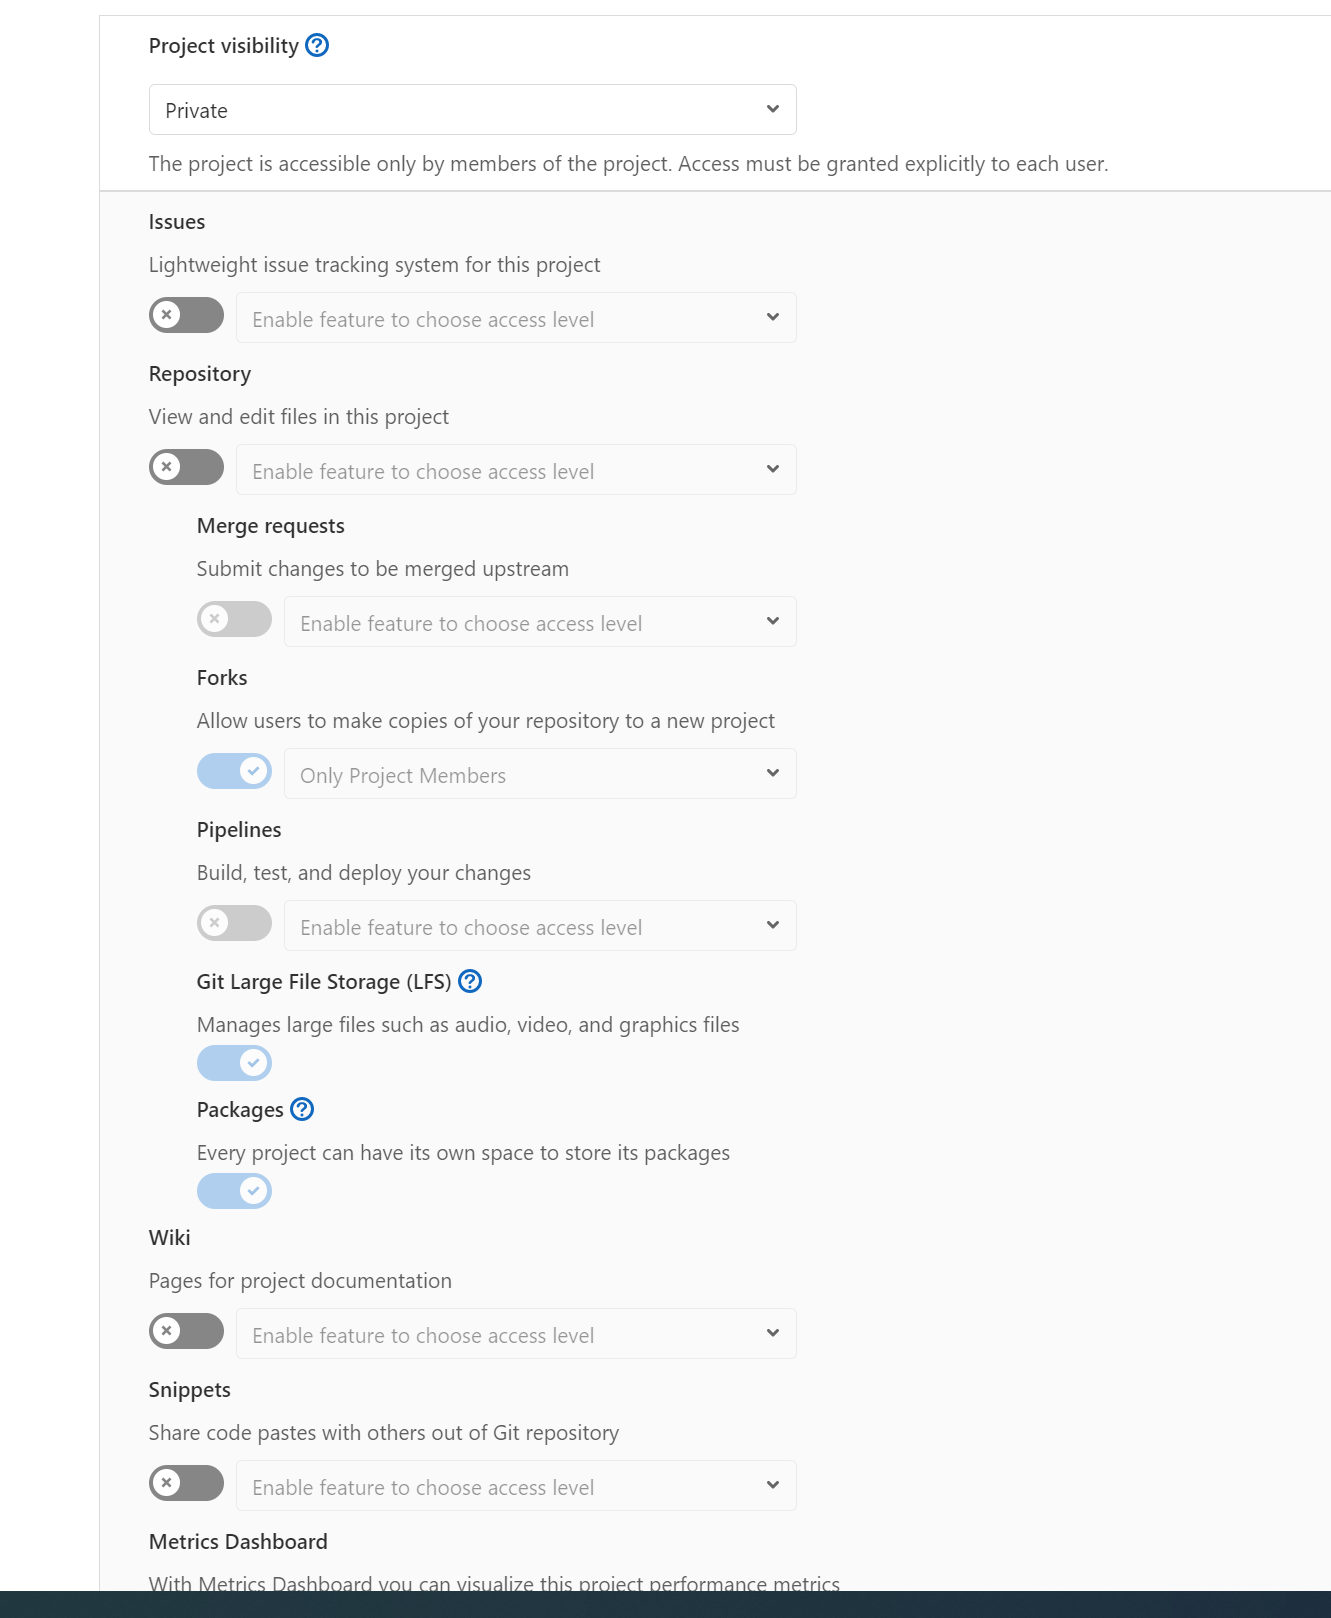 Project visibility
Private
The project is accessible only by members of the project. Access must be granted explicitly to each user.
Issues
Lightweight issue tracking system for this project
Enable feature to choose access level
Repository
View and edit files in this project
Enable feature to choose access level
Merge requests
Submit changes to be merged upstream
Enable feature to choose access level
Forks
Allow users to make copies of your repository to a new project
Only Project Members
Pipelines
Build, test, and deploy your changes
Enable feature to choose access level
Git Large File Storage (LFS)
Manages large files such as audio, video, and graphics files
Packages
Every project can have its own space to store its packages
Wiki
Pages for project documentation
Enable feature to choose access level
Snippets
Share code pastes with others out of Git repository
Enable feature to choose access level
Metrics Dashboard
With Metrics Dashboard you can visualize this project performance metrics